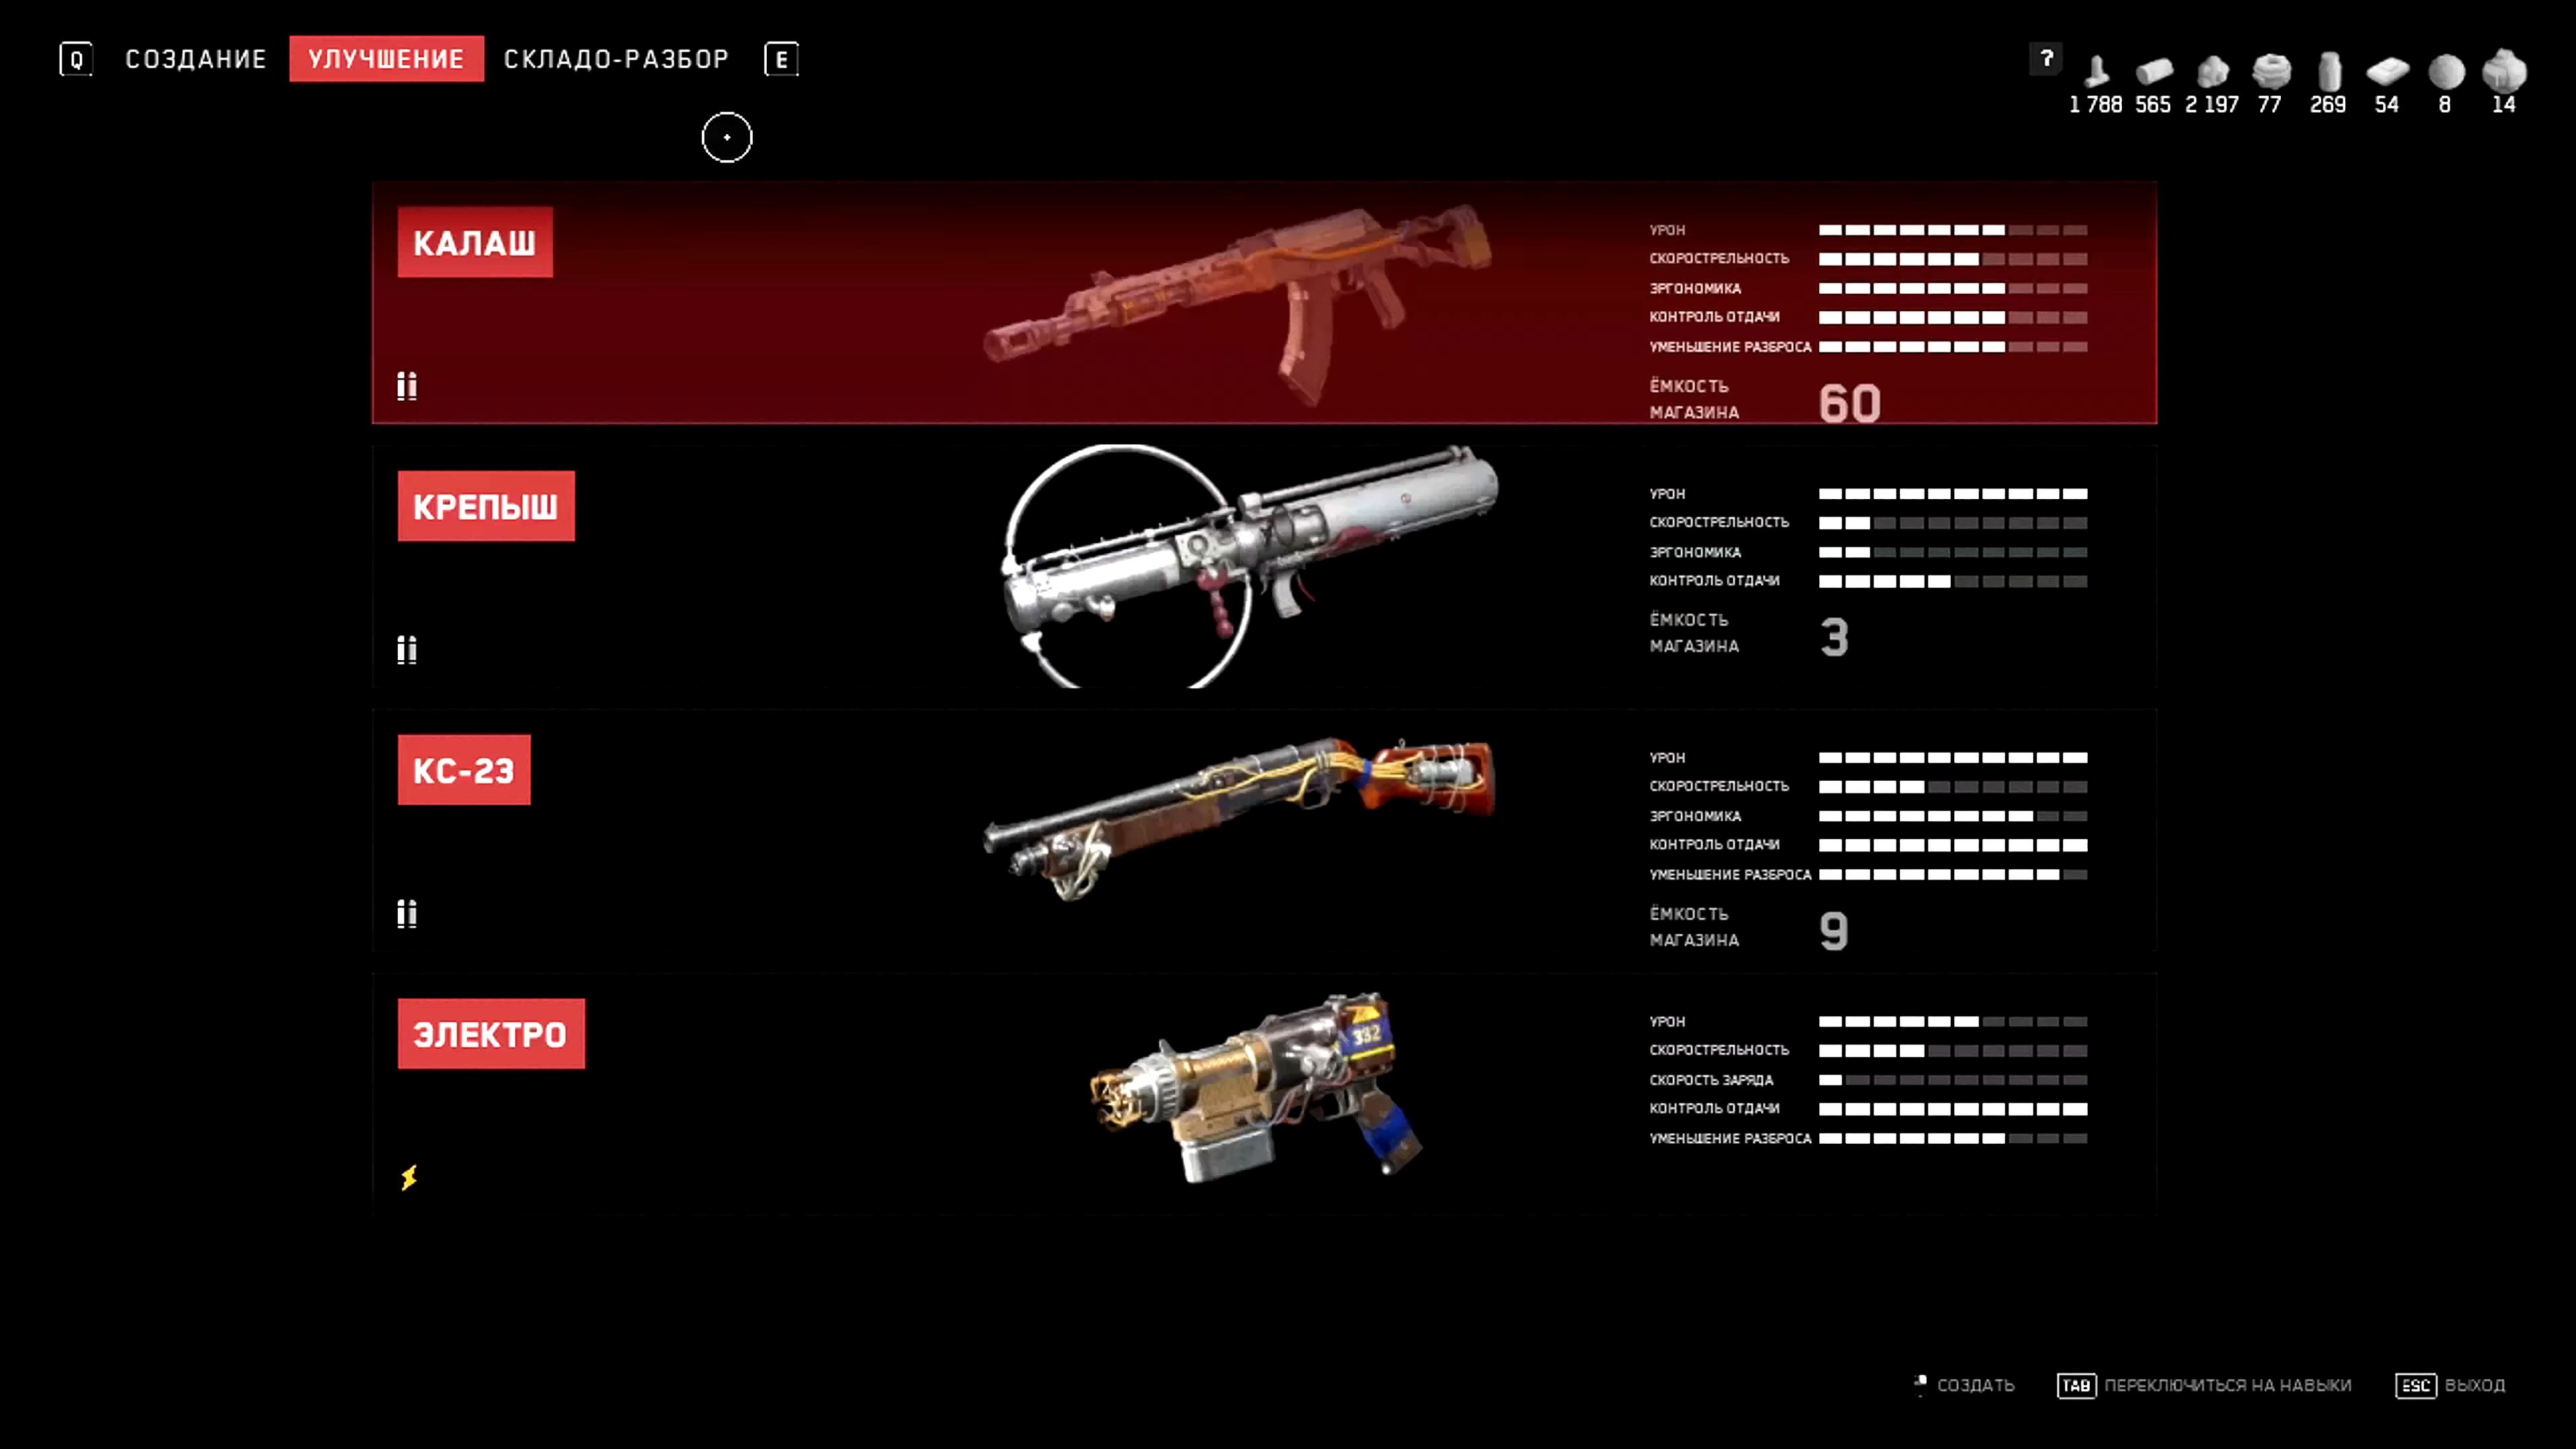 Q СОЗДАНИЕ УЛУЧШЕНИЕ СКЛАДО-РАЗБОР E
?
1 788 565 2 197 77 269 54 8 14
КАЛАШ
УРОН
СКОРОСТРЕЛЬНОСТЬ
ЭРГОНОМИКА
КОНТРОЛЬ ОТДАЧИ
УМЕНЬШЕНИЕ РАЗБРОСА
ЁМКОСТЬ
МАГАЗИНА 60
КРЕПЫШ
УРОН
СКОРОСТРЕЛЬНОСТЬ
ЭРГОНОМИКА
КОНТРОЛЬ ОТДАЧИ
ЁМКОСТЬ
МАГАЗИНА 3
КС-23
УРОН
СКОРОСТРЕЛЬНОСТЬ
ЭРГОНОМИКА
КОНТРОЛЬ ОТДАЧИ
УМЕНЬШЕНИЕ РАЗБРОСА
ЁМКОСТЬ
МАГАЗИНА 9
ЭЛЕКТРО
332
УРОН
СКОРОСТРЕЛЬНОСТЬ
СКОРОСТЬ ЗАРЯДА
КОНТРОЛЬ ОТДАЧИ
УМЕНЬШЕНИЕ РАЗБРОСА
СОЗДАТЬ TAB ПЕРЕКЛЮЧИТЬСЯ НА НАВЫКИ ESC ВЫХОД